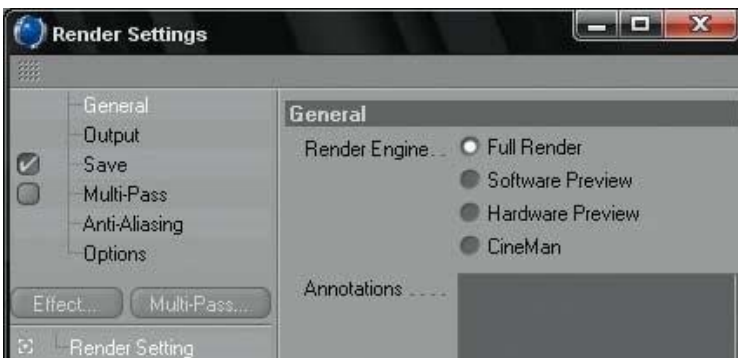 Render Settings
General
Output
Save
Multi-Pass
Anti-Aliasing
Options
Effect...
Multi-Pass...
Render Setting
General
Render Engine . .
Full Render
Software Preview
Hardware Preview
CineMan
Annotations . . . .